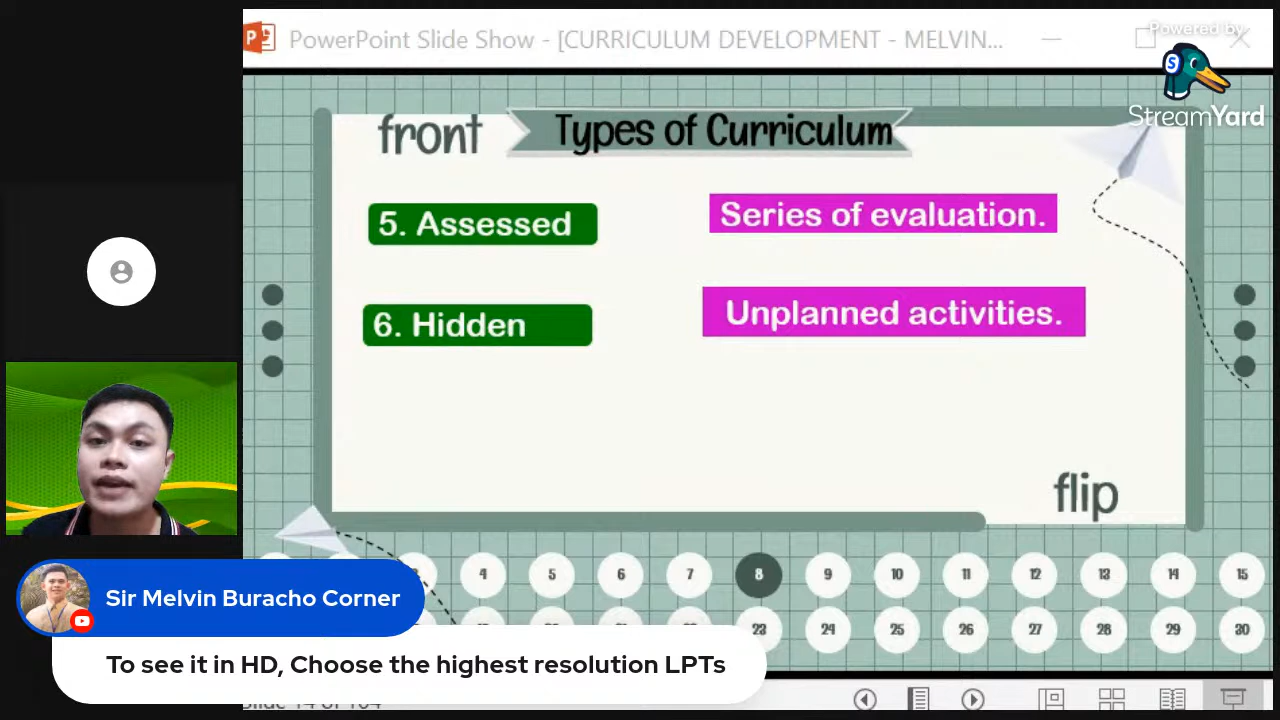 PowerPoint Slide Show - [CURRICULUM DEVELOPMENT - MELVIN...
Powered by
StreamYard
front
Types of Curriculum
5. Assessed
Series of evaluation.
6. Hidden
Unplanned activities.
flip
4 5 6 7 8 9 10 11 12 13 14 15
23 24 25 26 27 28 29 30
Sir Melvin Buracho Corner
To see it in HD, Choose the highest resolution LPTs